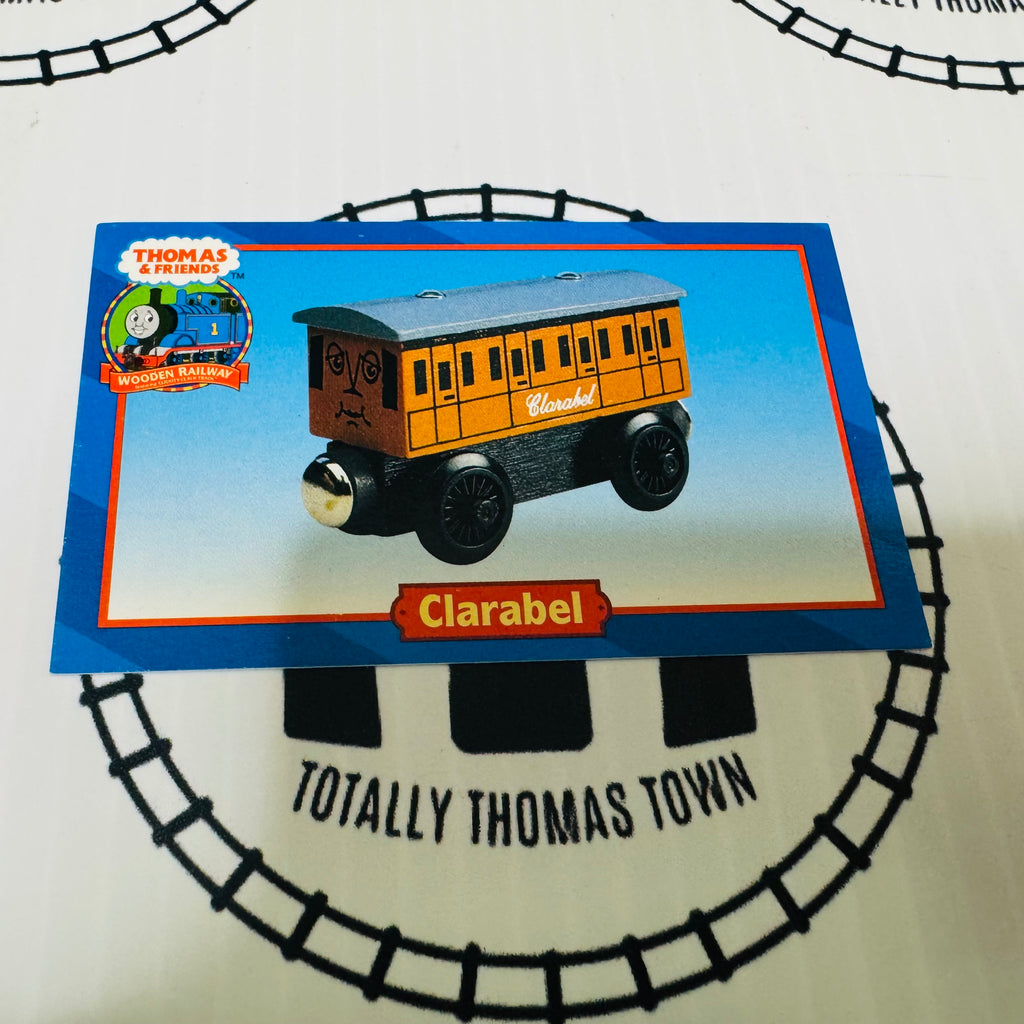 THOMAS
& FRIENDS
™
1
WOODEN RAILWAY
Clarabel
Clarabel
TOTALLY THOMAS TOWN